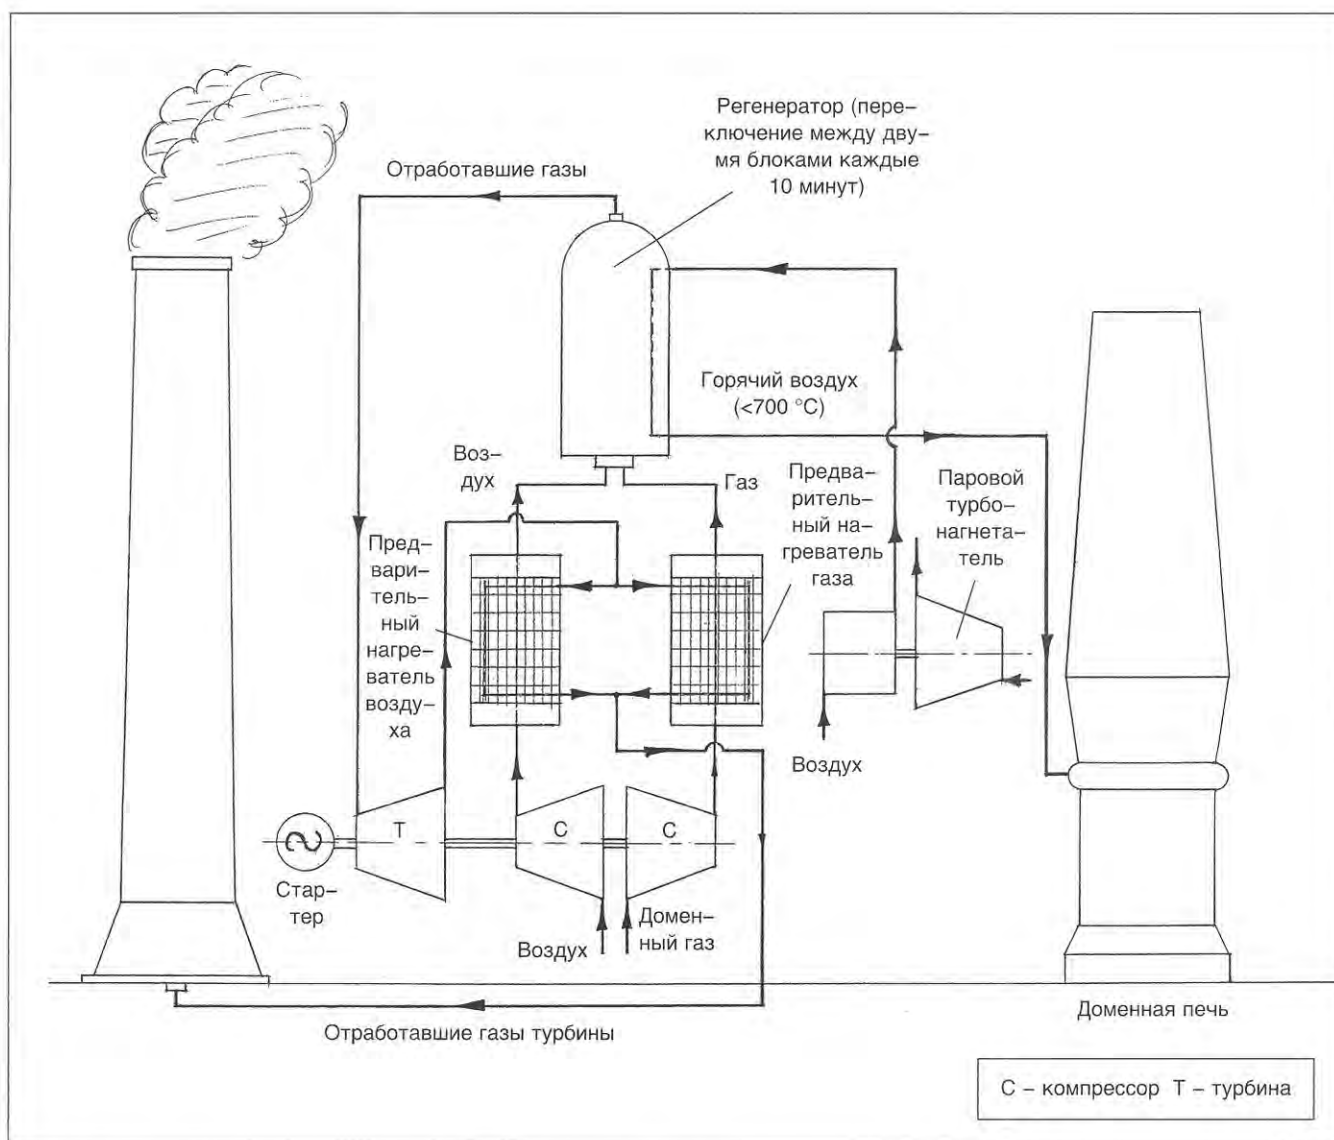 Регенератор (пере-
ключение между дву-
мя блоками каждые
10 минут)
Отработавшие газы
Горячий воздух
(<700 °C)
Воз-
дух
Газ
Предва-
ритель-
ный на-
греватель
газа
Паровой
турбо-
нагнета-
тель
Пред-
вари-
тель-
ный
нагре-
ватель
возду-
ха
Воздух
T
C
C
Стар-
тер
Воздух
Домен-
ный газ
Отработавшие газы турбины
Доменная печь
C – компрессор T – турбина